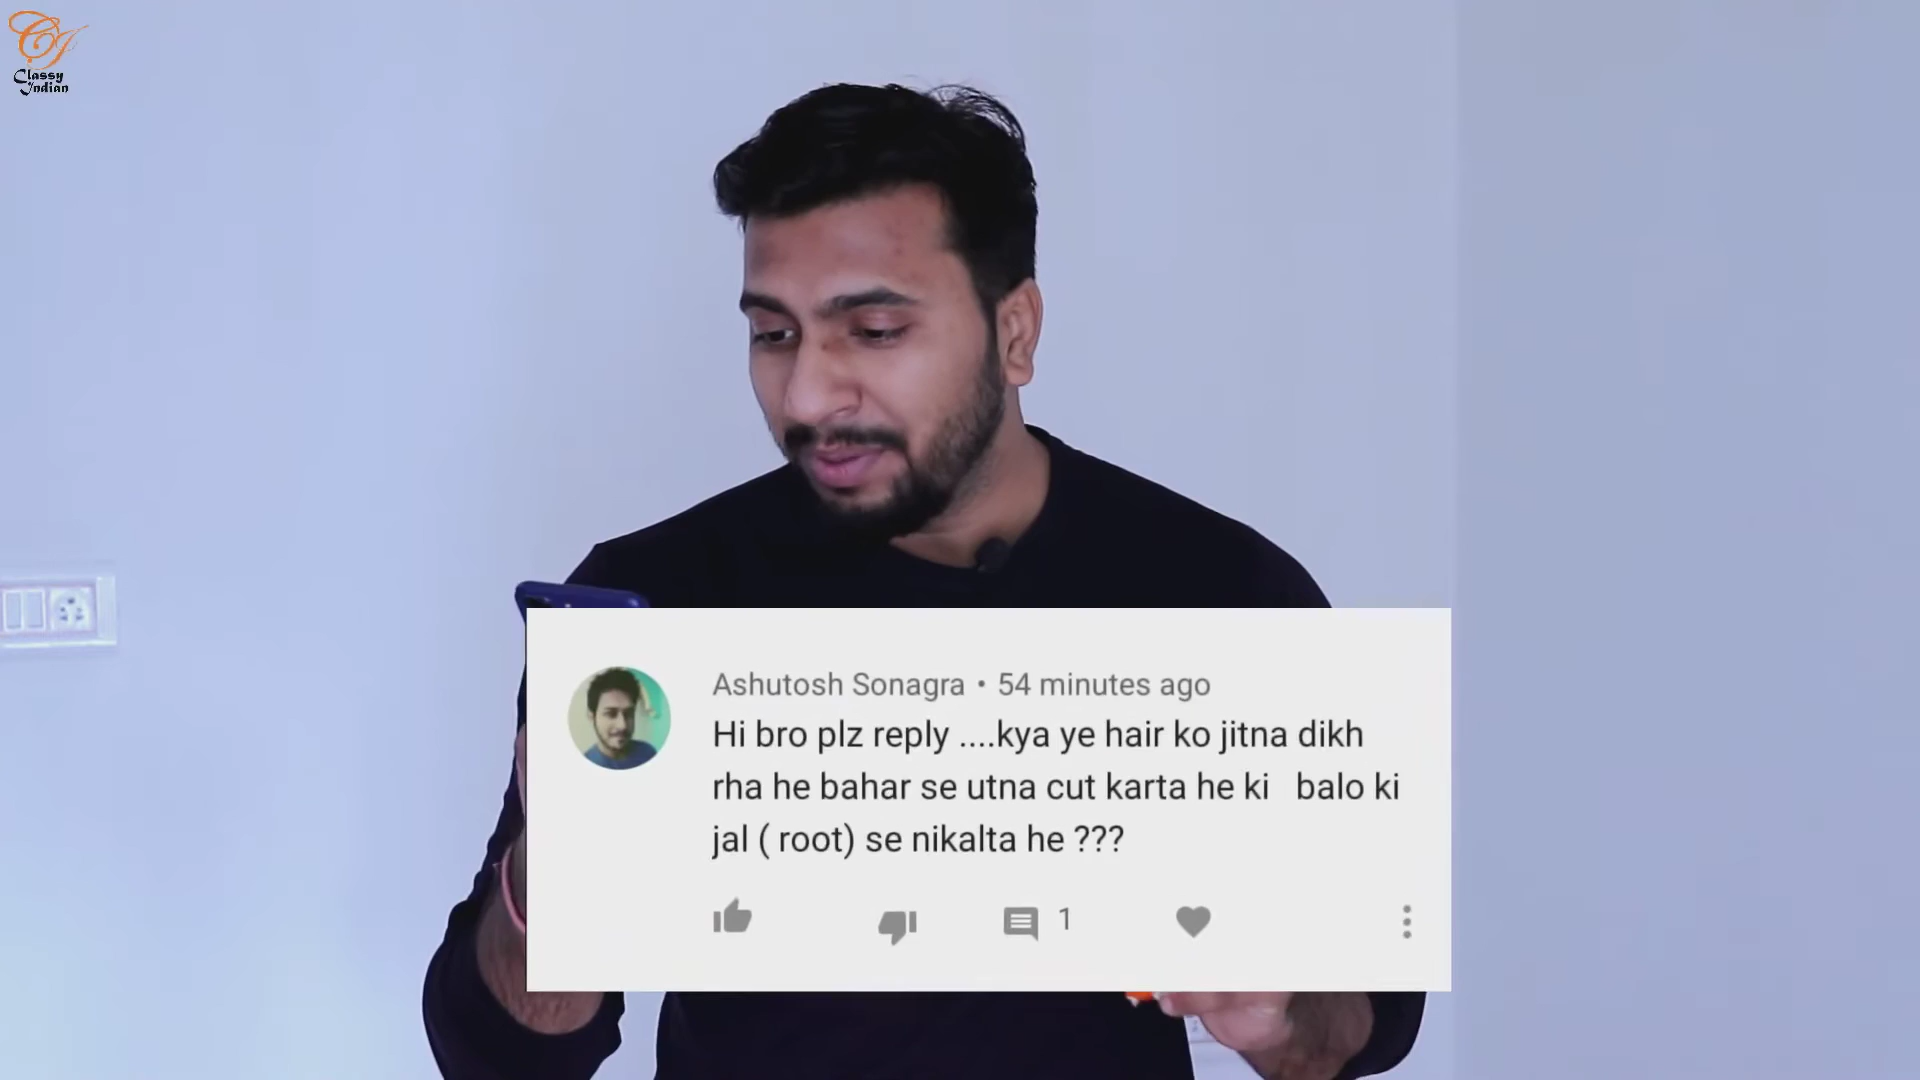 Classy
Indian
Ashutosh Sonagra • 54 minutes ago
Hi bro plz reply ....kya ye hair ko jitna dikh
rha he bahar se utna cut karta he ki balo ki
jal ( root) se nikalta he ???
1